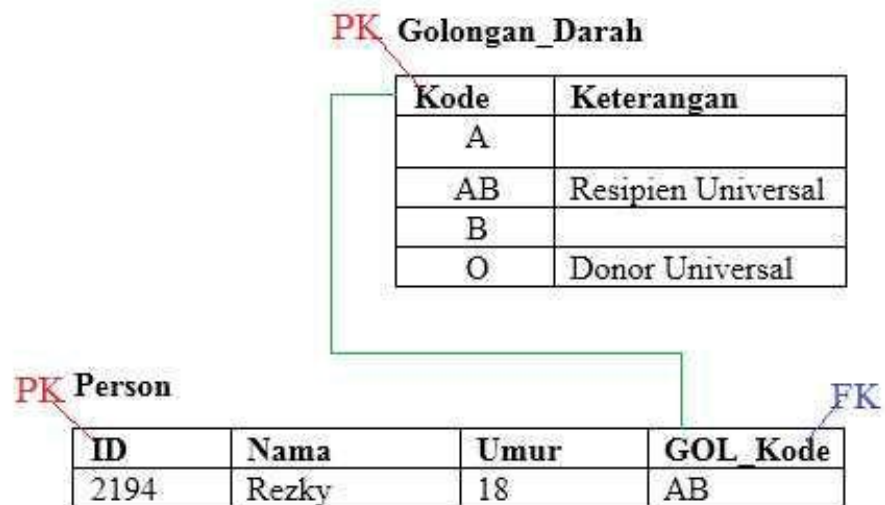 PK Golongan_Darah
Kode Keterangan
A
AB Resipien Universal
B
O Donor Universal
PK Person FK
ID Nama Umur GOL_Kode
2194 Rezky 18 AB